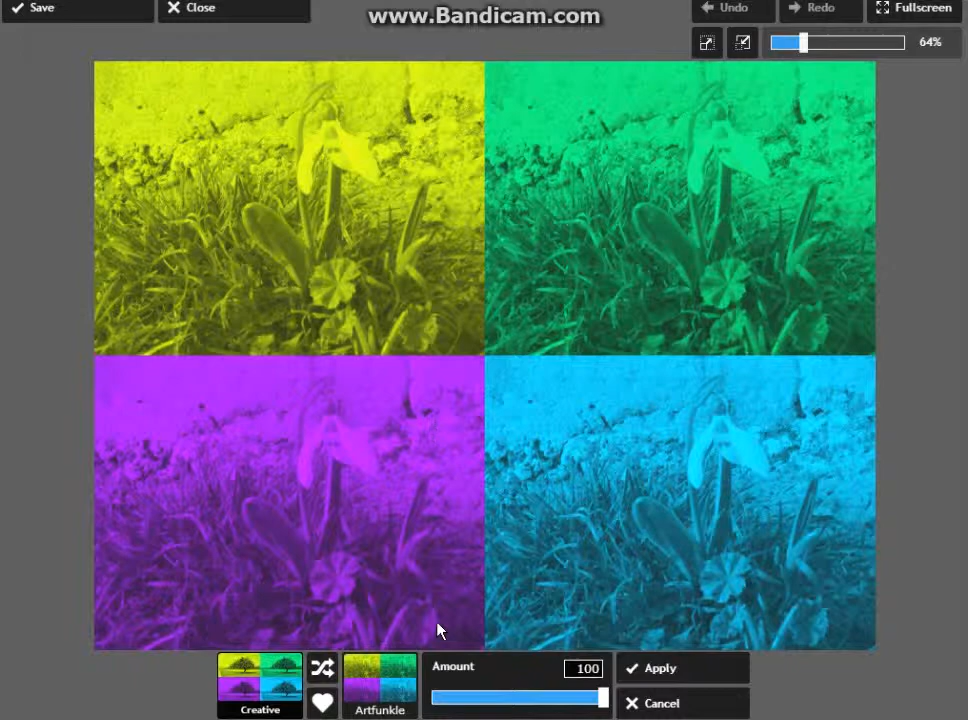 Save
Close
www.Bandicam.com
Undo
Redo
Fullscreen
64%
Creative
Artfunkle
Amount
100
Apply
Cancel